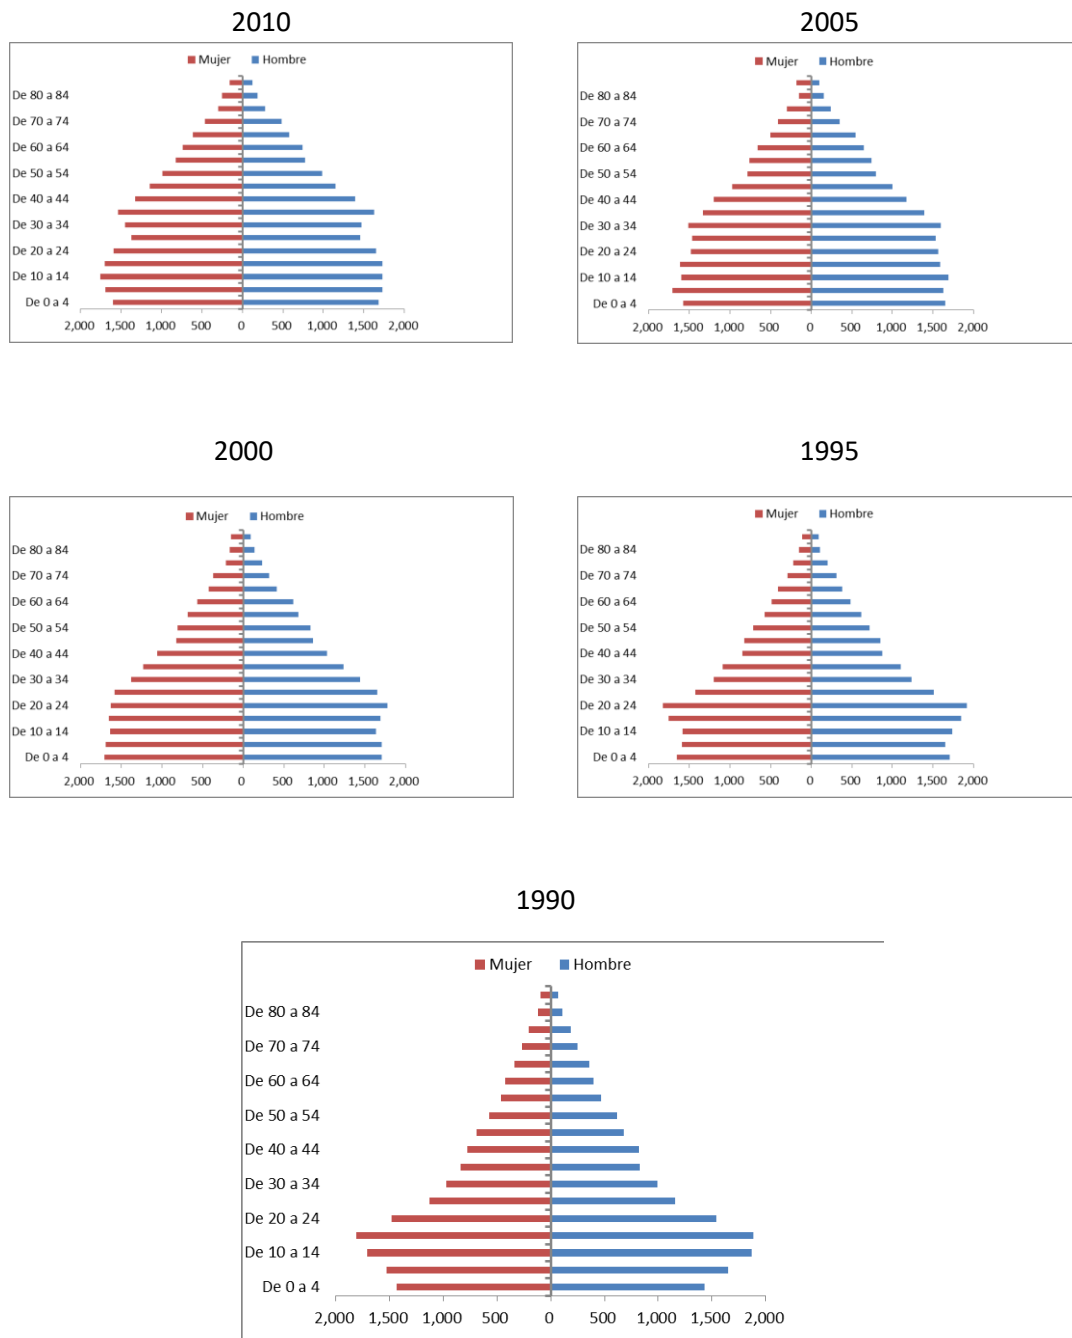 2010
Mujer Hombre
De 80 a 84
De 70 a 74
De 60 a 64
De 50 a 54
De 40 a 44
De 30 a 34
De 20 a 24
De 10 a 14
De 0 a 4
2,000 1,500 1,000 500 0 500 1,000 1,500 2,000
2005
Mujer Hombre
De 80 a 84
De 70 a 74
De 60 a 64
De 50 a 54
De 40 a 44
De 30 a 34
De 20 a 24
De 10 a 14
De 0 a 4
2,000 1,500 1,000 500 0 500 1,000 1,500 2,000
2000
Mujer Hombre
De 80 a 84
De 70 a 74
De 60 a 64
De 50 a 54
De 40 a 44
De 30 a 34
De 20 a 24
De 10 a 14
De 0 a 4
2,000 1,500 1,000 500 0 500 1,000 1,500 2,000
1995
Mujer Hombre
De 80 a 84
De 70 a 74
De 60 a 64
De 50 a 54
De 40 a 44
De 30 a 34
De 20 a 24
De 10 a 14
De 0 a 4
2,000 1,500 1,000 500 0 500 1,000 1,500 2,000
1990
Mujer Hombre
De 80 a 84
De 70 a 74
De 60 a 64
De 50 a 54
De 40 a 44
De 30 a 34
De 20 a 24
De 10 a 14
De 0 a 4
2,000 1,500 1,000 500 0 500 1,000 1,500 2,000